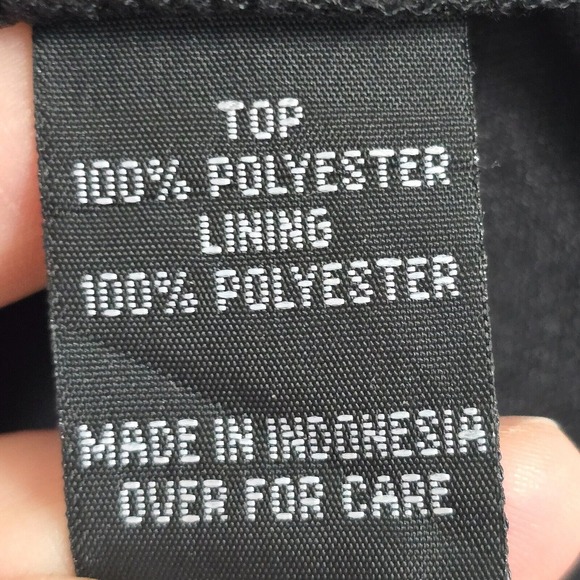 TOP
100% POLYESTER
LINING
100% POLYESTER
MADE IN INDONESIA
OVER FOR CARE